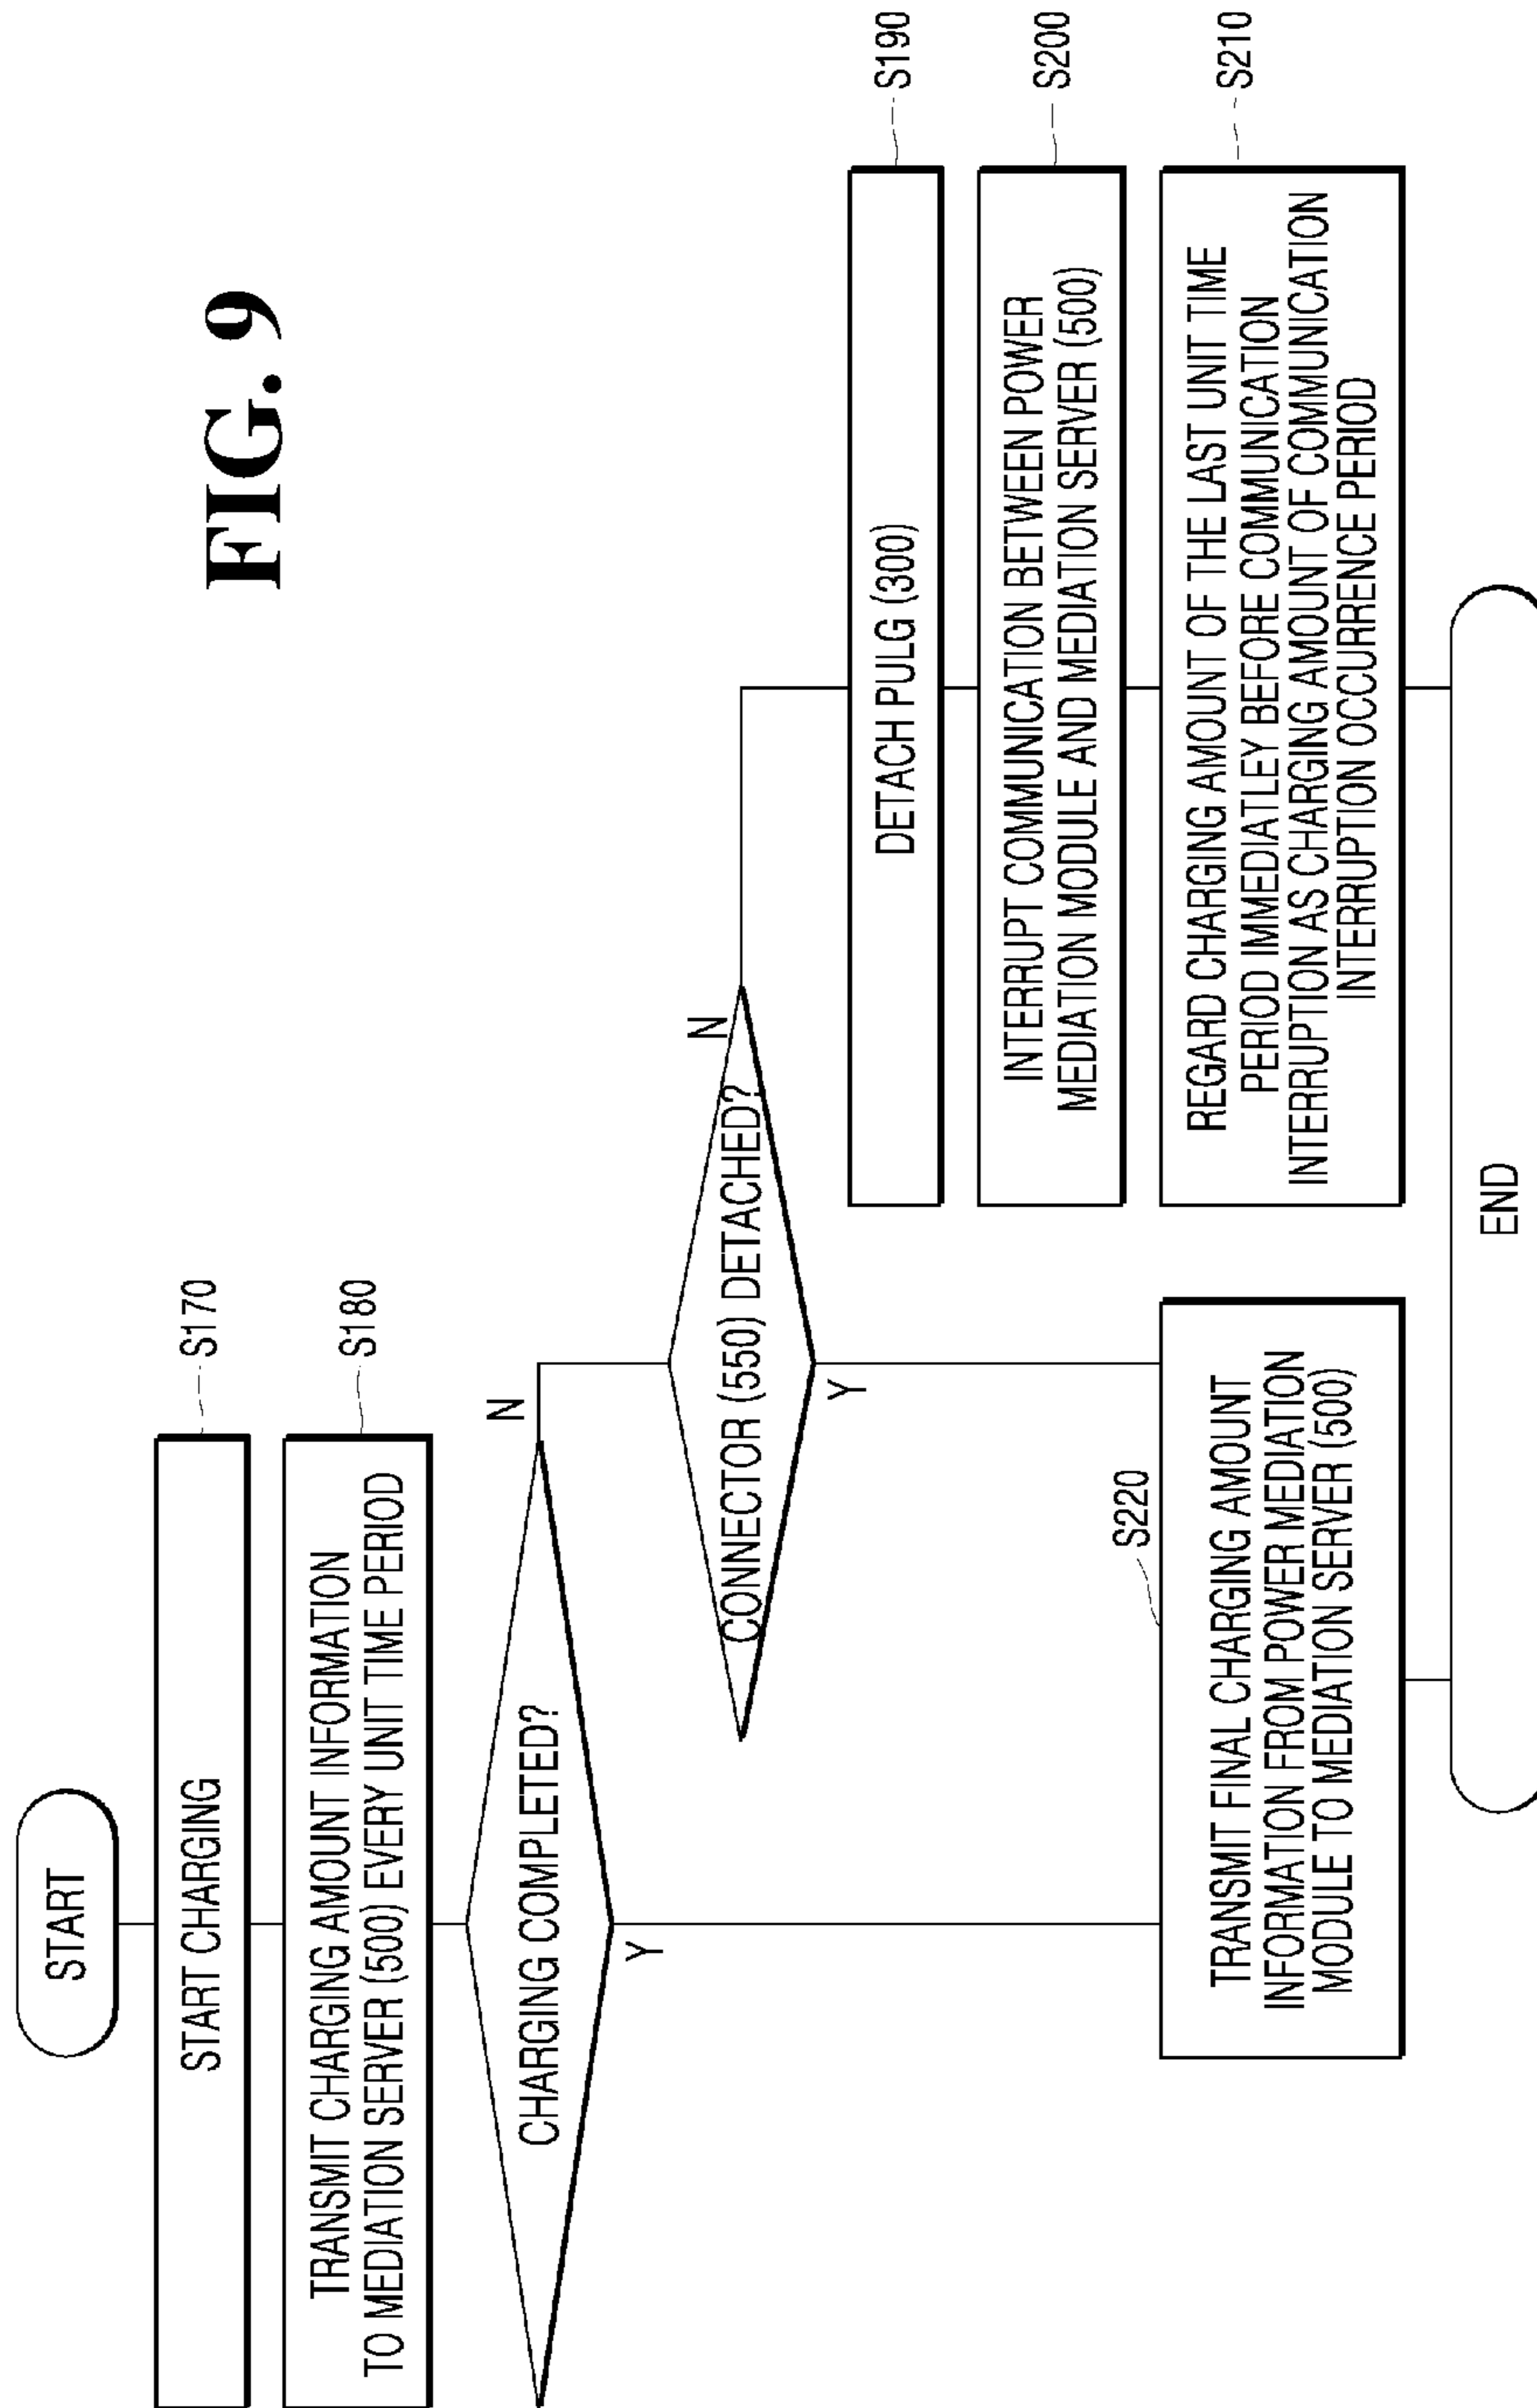 FIG. 9
START
START CHARGING
S170
TRANSMIT CHARGING AMOUNT INFORMATION
TO MEDIATION SERVER (500) EVERY UNIT TIME PERIOD
S180
CHARGING COMPLETED?
N
Y
CONNECTOR (550) DETACHED?
N
Y
DETACH PULG (300)
S190
INTERRUPT COMMUNICATION BETWEEN POWER
MEDIATION MODULE AND MEDIATION SERVER (500)
S200
REGARD CHARGING AMOUNT OF THE LAST UNIT TIME
PERIOD IMMEDIATLEY BEFORE COMMUNICATION
INTERRUPTION AS CHARGING AMOUNT OF COMMUNICATION
INTERRUPTION OCCURRENCE PERIOD
S210
S220
TRANSMIT FINAL CHARGING AMOUNT
INFORMATION FROM POWER MEDIATION
MODULE TO MEDIATION SERVER (500)
END